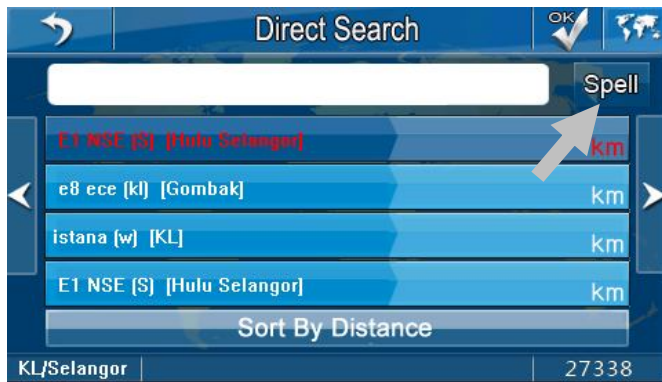 Direct Search OK
Spell
E1 NSE (S) [Hulu Selangor] km
e8 ece (kl) [Gombak] km
istana (w) [KL] km
E1 NSE (S) [Hulu Selangor] km
Sort By Distance
KL/Selangor 27338